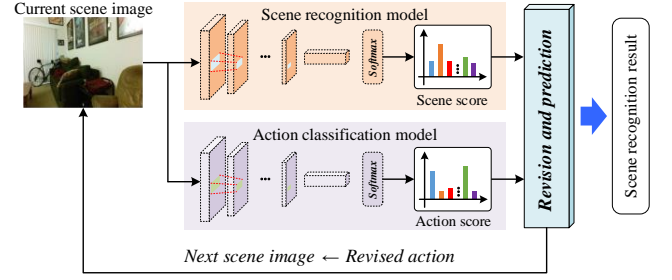 Current scene image
Scene recognition model
Softmax
Scene score
Action classification model
Softmax
Action score
Revision and prediction
Scene recognition result
Next scene image ← Revised action